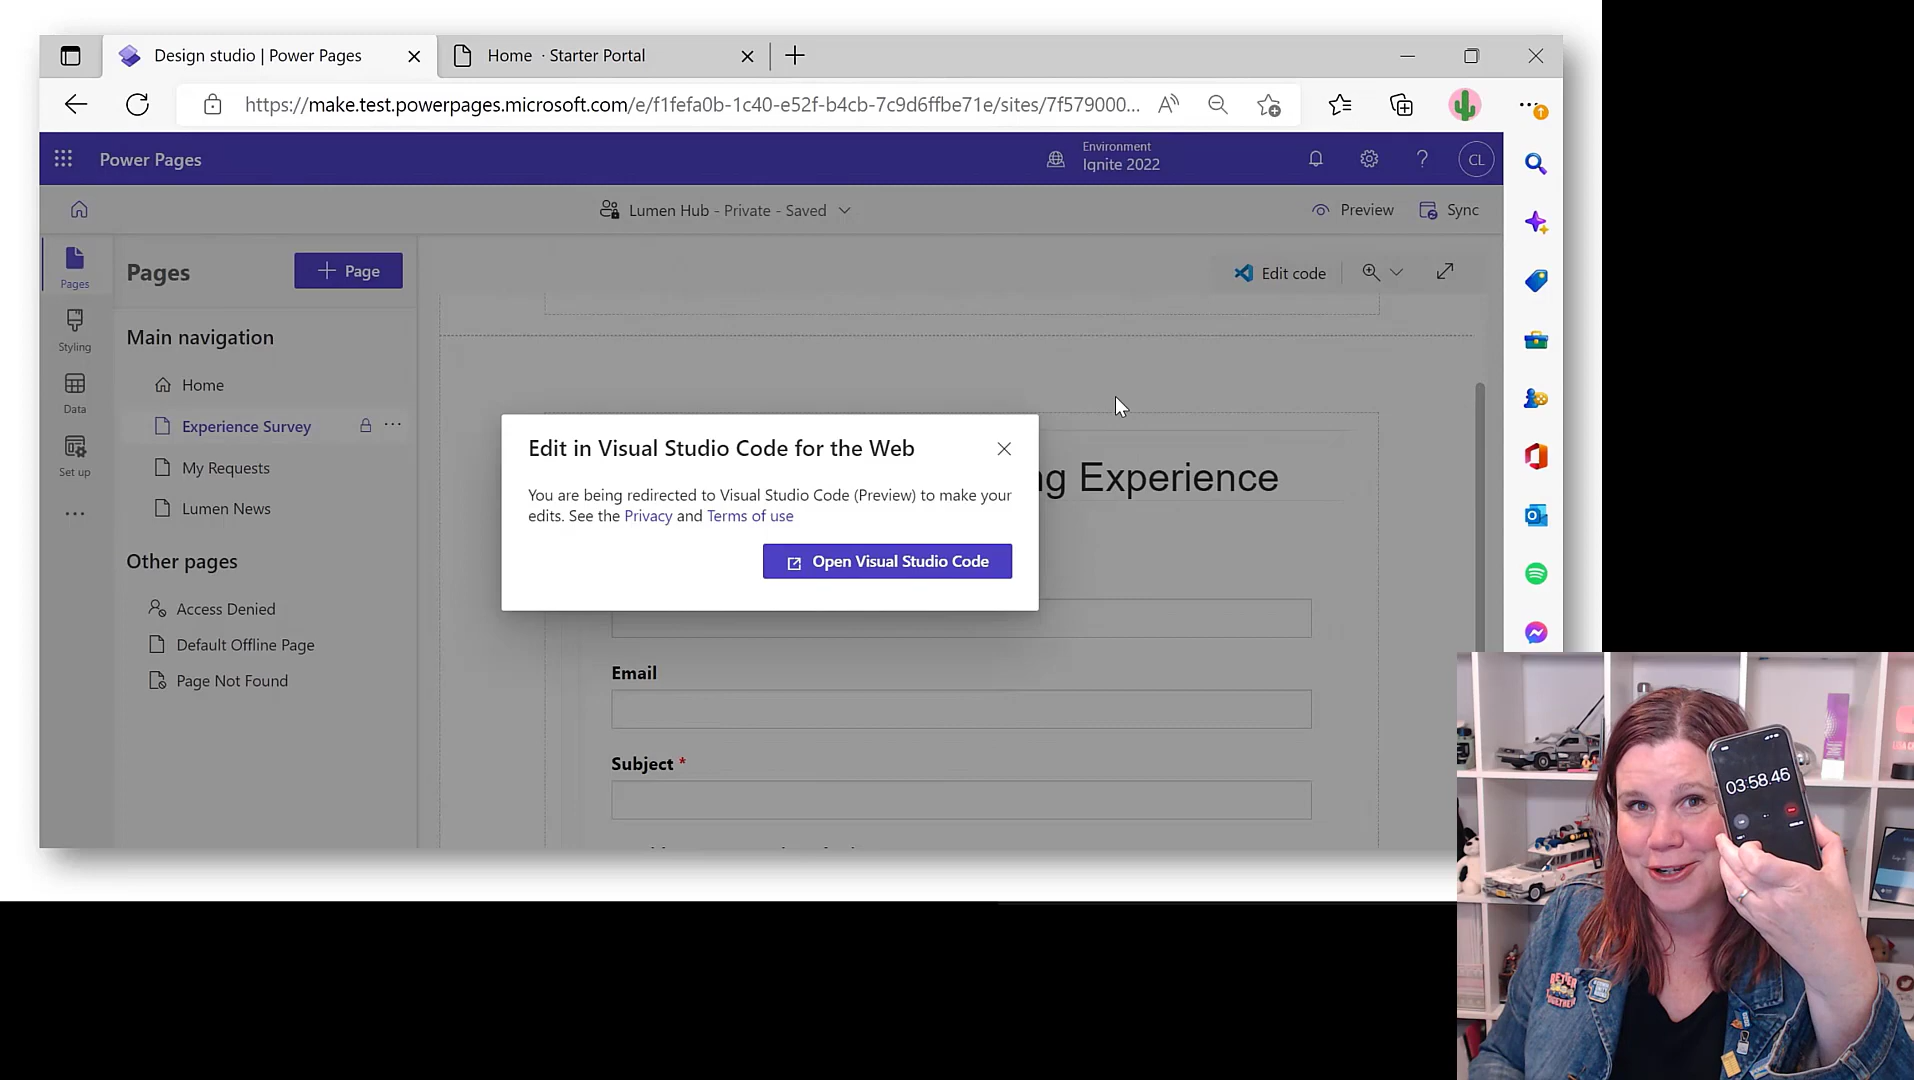 Design studio | Power Pages
Home · Starter Portal
https://make.test.powerpages.microsoft.com/e/f1fefa0b-1c40-e52f-b4cb-7c9d6ffbe71e/sites/7f579000...
Power Pages
Environment
Ignite 2022
CL
Lumen Hub - Private - Saved
Preview
Sync
Pages
Styling
Data
Set up
Pages
Page
Main navigation
Home
Experience Survey
My Requests
Lumen News
Other pages
Access Denied
Default Offline Page
Page Not Found
Edit code
ng Experience
Edit in Visual Studio Code for the Web
You are being redirected to Visual Studio Code (Preview) to make your
edits. See the Privacy and Terms of use
Open Visual Studio Code
Email
Subject *
03:58.46
BETTER
TOGETHER